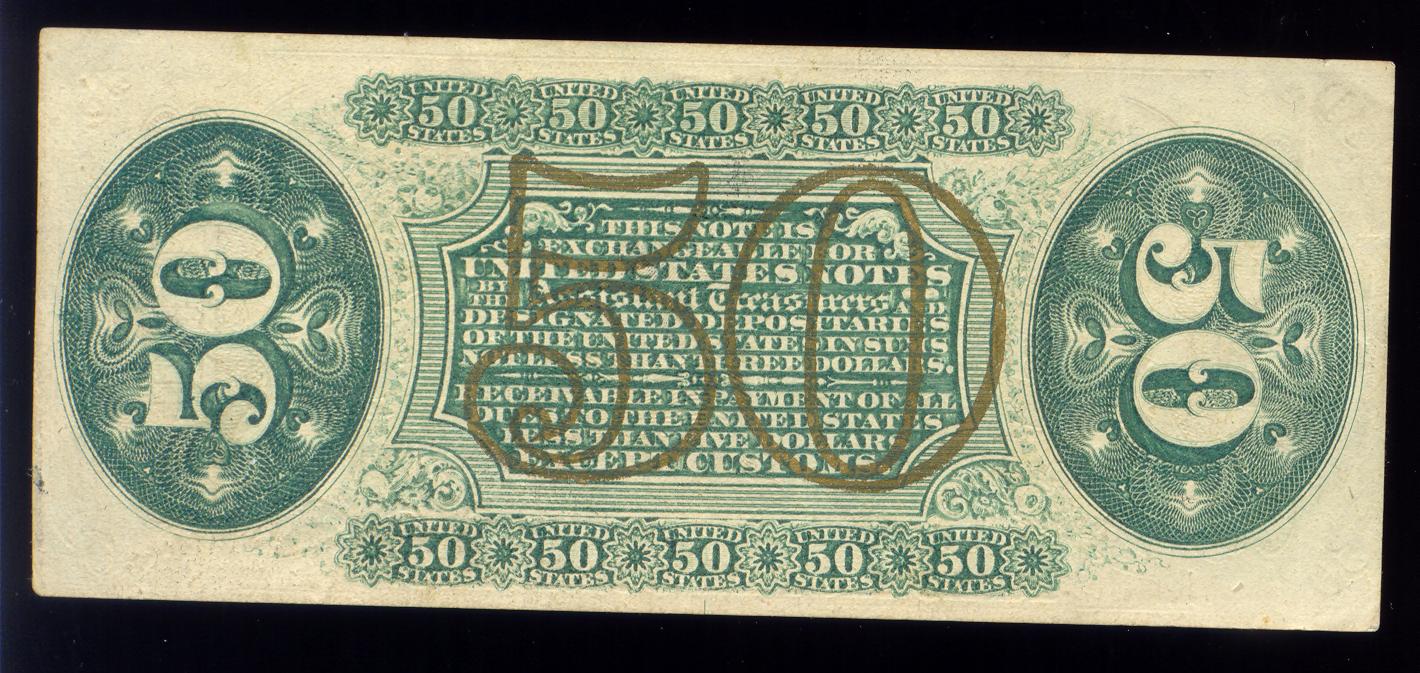 UNITED UNITED UNITED UNITED UNITED
50 50 50 50 50
STATES STATES STATES STATES STATES
50
50
50
THIS NOTE IS
EXCHANGEABLE FOR
UNITED STATES NOTES
BY THE Assistant Treasurers AND
DESIGNATED DEPOSITARIES
OF THE UNITED STATES IN SUMS
NOT LESS THAN THREE DOLLARS.
RECEIVABLE IN PAYMENT OF ALL
DUES TO THE UNITED STATES
LESS THAN FIVE DOLLARS
EXCEPT CUSTOMS.
UNITED UNITED UNITED UNITED UNITED
50 50 50 50 50
STATES STATES STATES STATES STATES